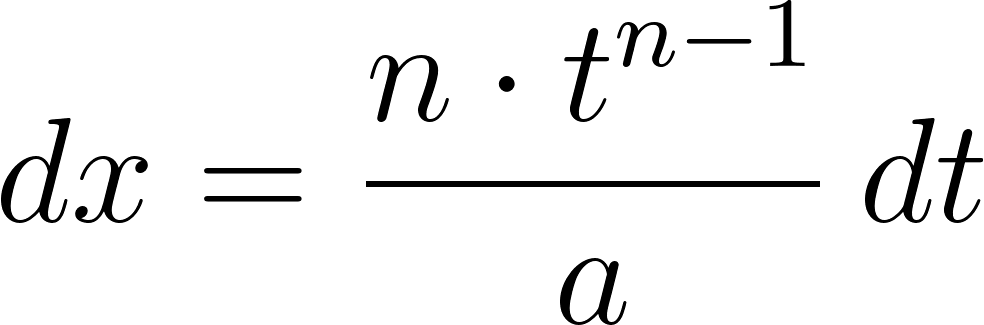 dx = \frac{n \cdot t^{n-1}}{a} dt